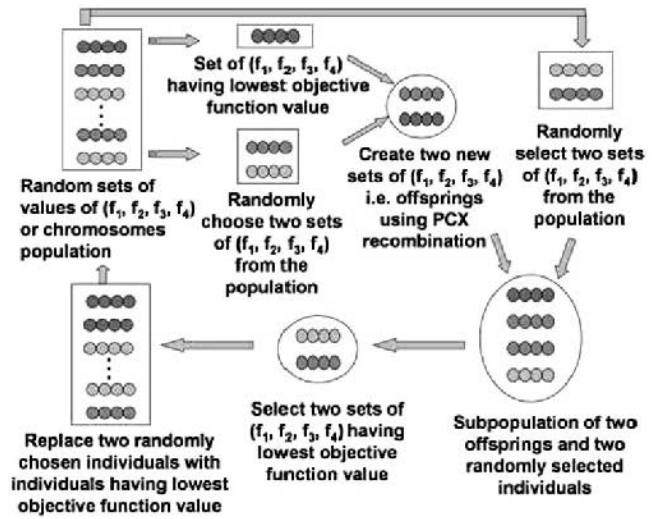 Set of (f₁, f₂, f₃, f₄)
having lowest objective
function value
Random sets of
values of (f₁, f₂, f₃, f₄)
or chromosomes
population
Randomly
choose two sets
of (f₁, f₂, f₃, f₄)
from the
population
Create two new
sets of (f₁, f₂, f₃, f₄)
i.e. offsprings
using PCX
recombination
Randomly
select two sets
of (f₁, f₂, f₃, f₄)
from the
population
Subpopulation of two
offsprings and two
randomly selected
individuals
Select two sets of
(f₁, f₂, f₃, f₄) having
lowest objective
function value
Replace two randomly
chosen individuals with
individuals having lowest
objective function value